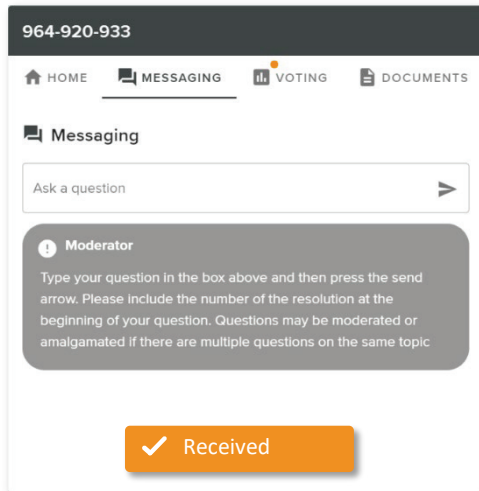 964-920-933
HOME MESSAGING VOTING DOCUMENTS
Messaging
Ask a question
Moderator
Type your question in the box above and then press the send
arrow. Please include the number of the resolution at the
beginning of your question. Questions may be moderated or
amalgamated if there are multiple questions on the same topic
Received